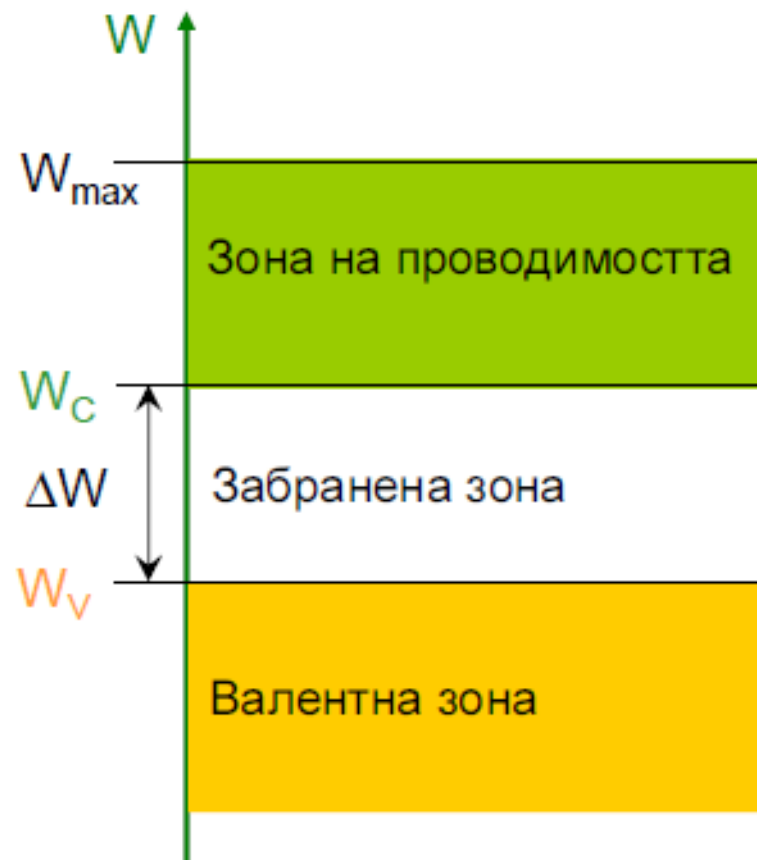 W
Wmax
Зона на проводимостта
WC
ΔW
Забранена зона
WV
Валентна зона